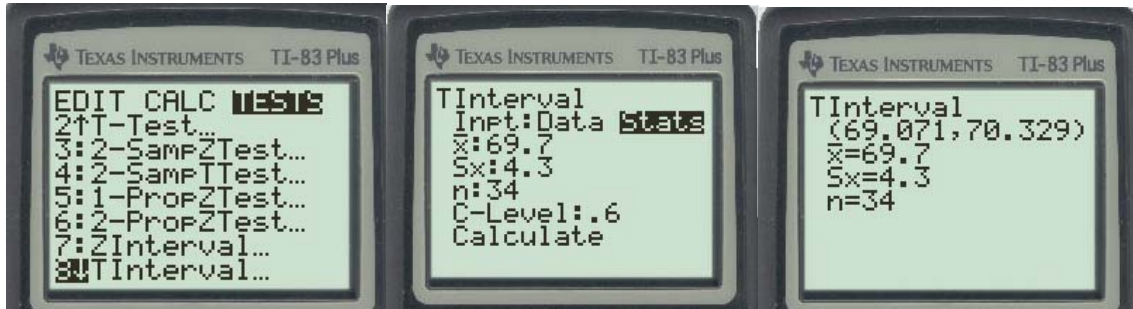 TEXAS INSTRUMENTS TI-83 Plus
EDIT CALC TESTS
2↑T-Test…
3:2-SampZTest…
4:2-SampTTest…
5:1-PropZTest…
6:2-PropZTest…
7:ZInterval…
8↓TInterval…
TEXAS INSTRUMENTS TI-83 Plus
TInterval
Inpt:Data Stats
x̄:69.7
Sx:4.3
n:34
C-Level:.6
Calculate
TEXAS INSTRUMENTS TI-83 Plus
TInterval
(69.071,70.329)
x̄=69.7
Sx=4.3
n=34